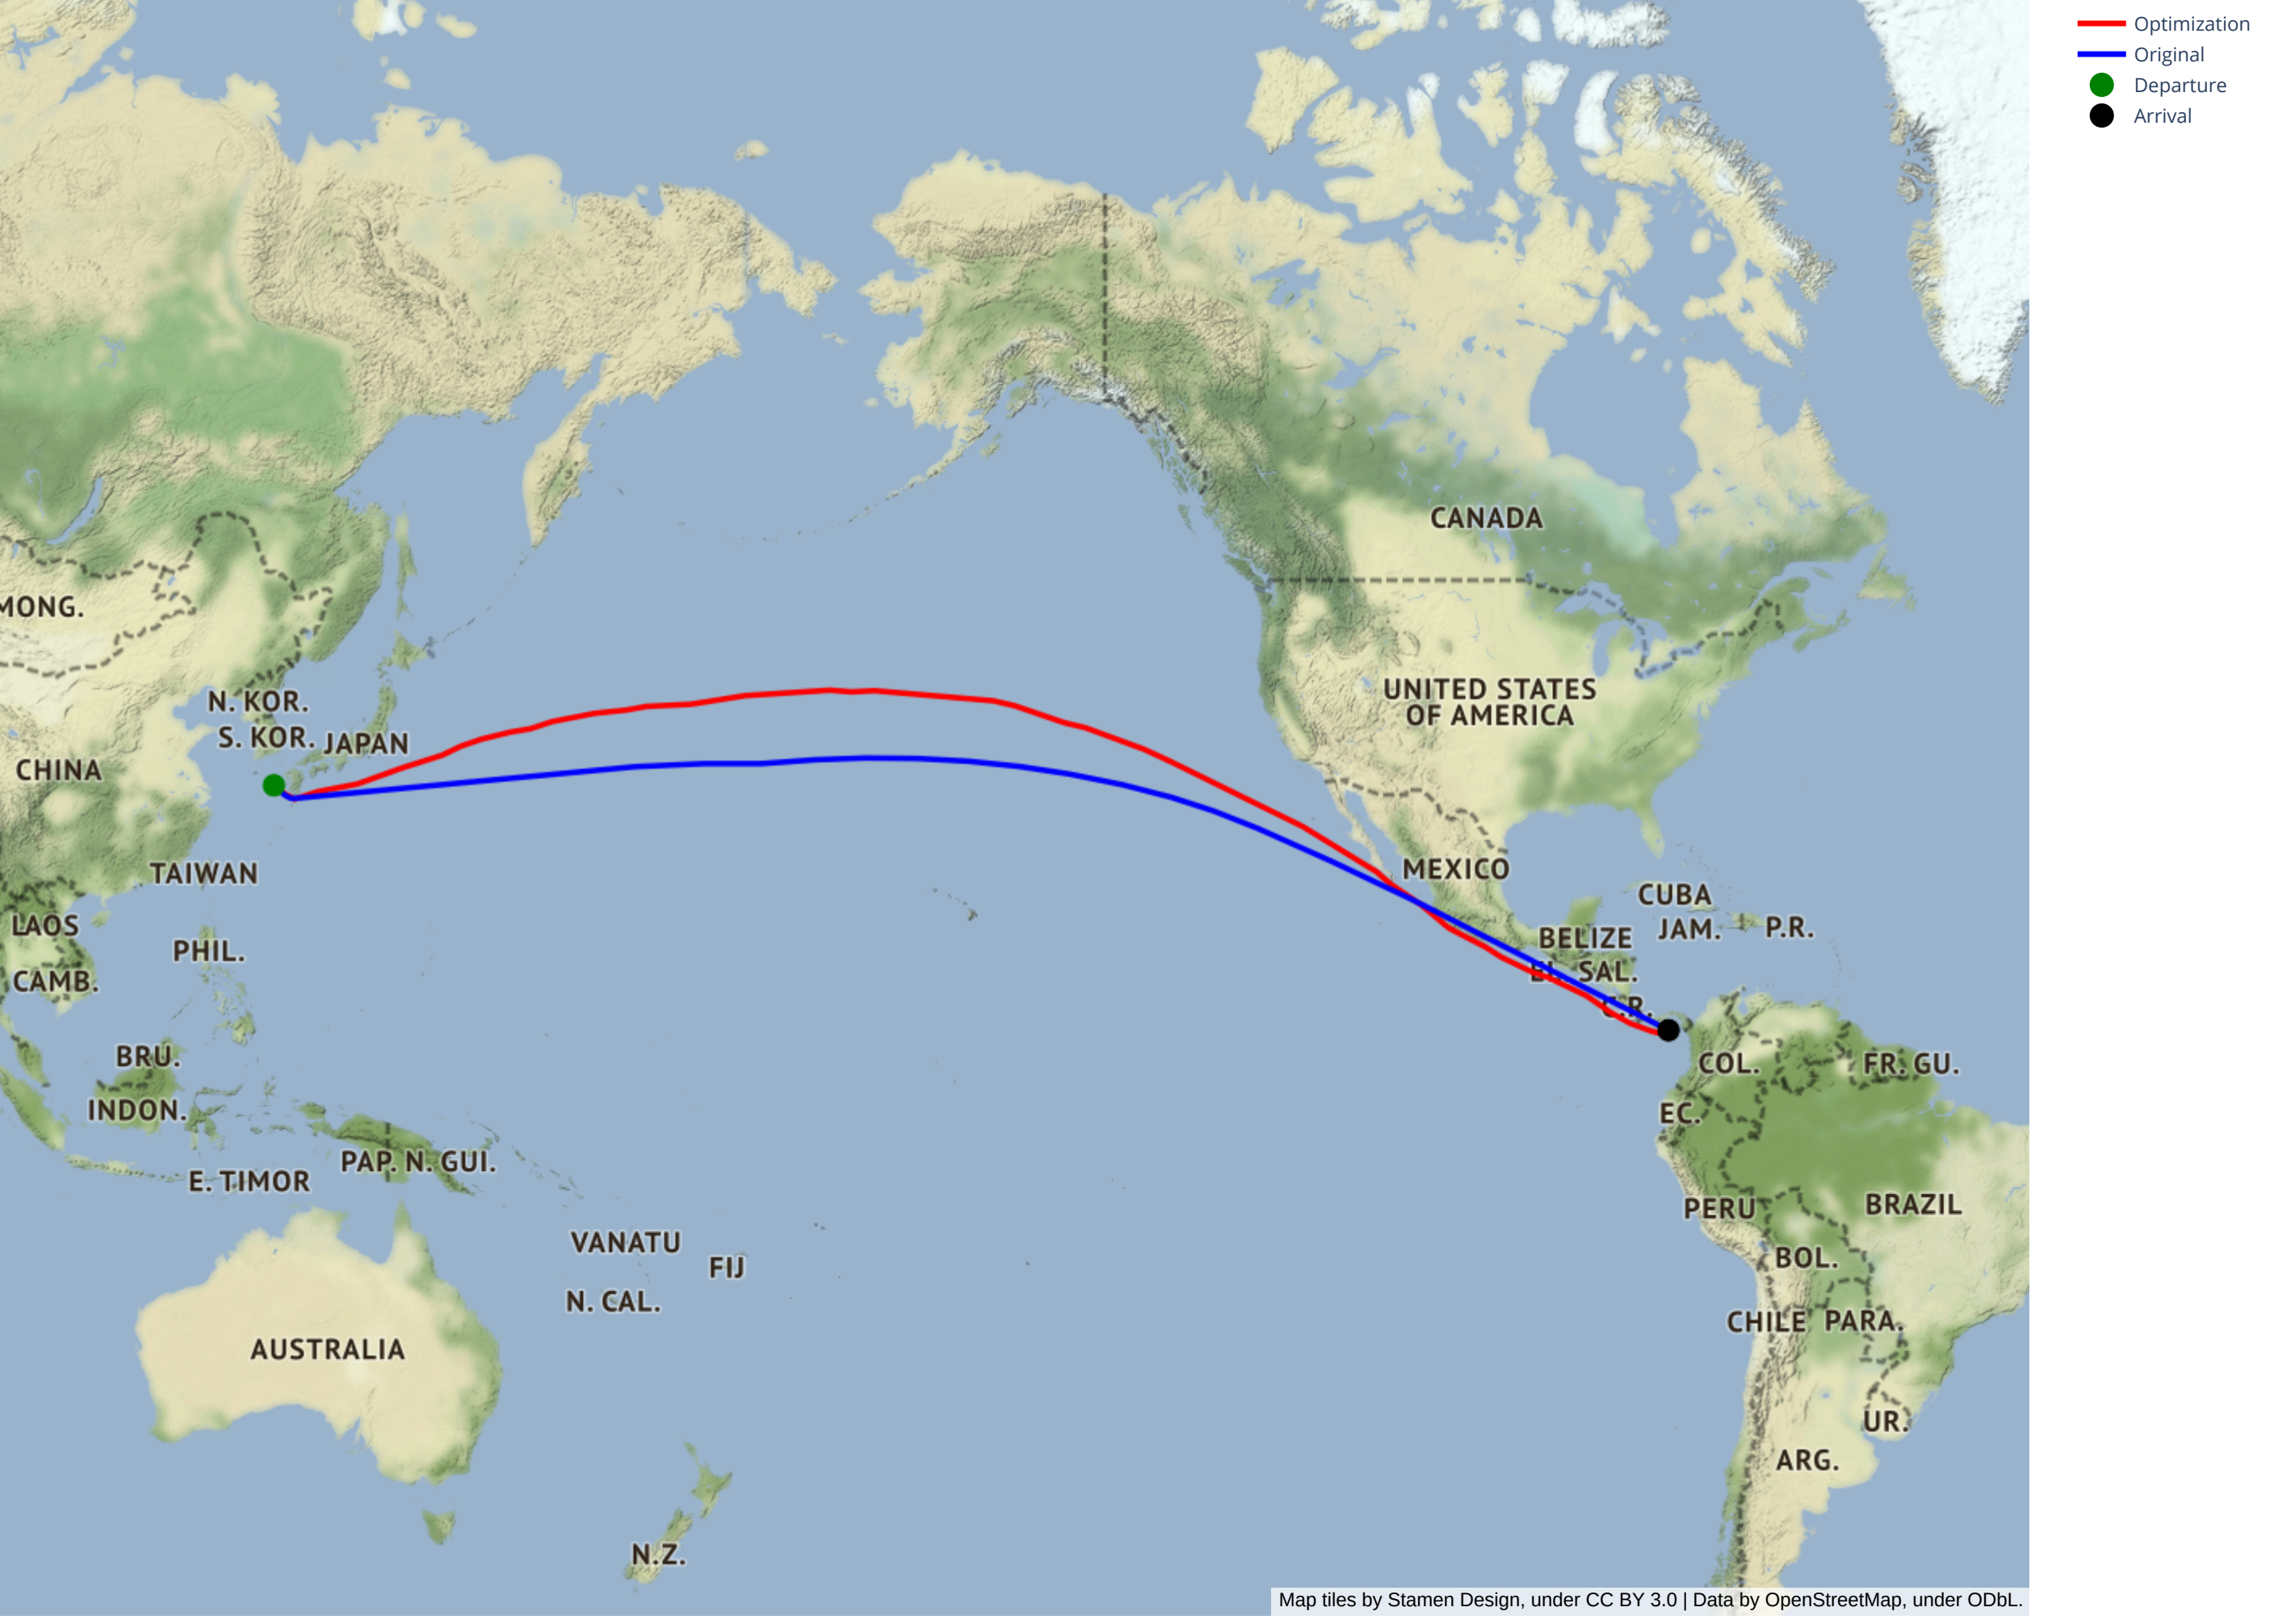 Optimization
Original
Departure
Arrival
CANADA
MONG.
UNITED STATES
OF AMERICA
N. KOR.
S. KOR.
JAPAN
CHINA
TAIWAN
MEXICO
CUBA
LAOS
JAM.
P.R.
BELIZE
PHIL.
EL SAL.
CAMB.
C.R.
BRU.
COL.
FR. GU.
INDON.
EC.
PAP. N. GUI.
E. TIMOR
PERU
BRAZIL
VANATU
FIJ
BOL.
N. CAL.
CHILE
PARA.
AUSTRALIA
UR.
ARG.
N.Z.
Map tiles by Stamen Design, under CC BY 3.0 | Data by OpenStreetMap, under ODbL.